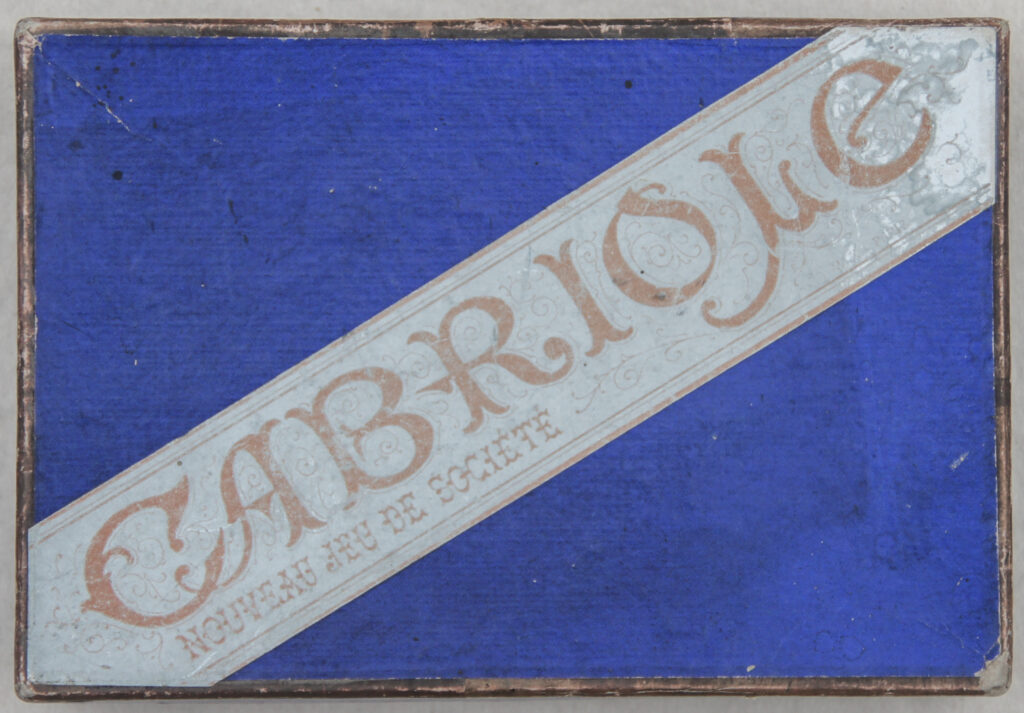 CABRIOLE
NOUVEAU JEU DE SOCIÉTÉ